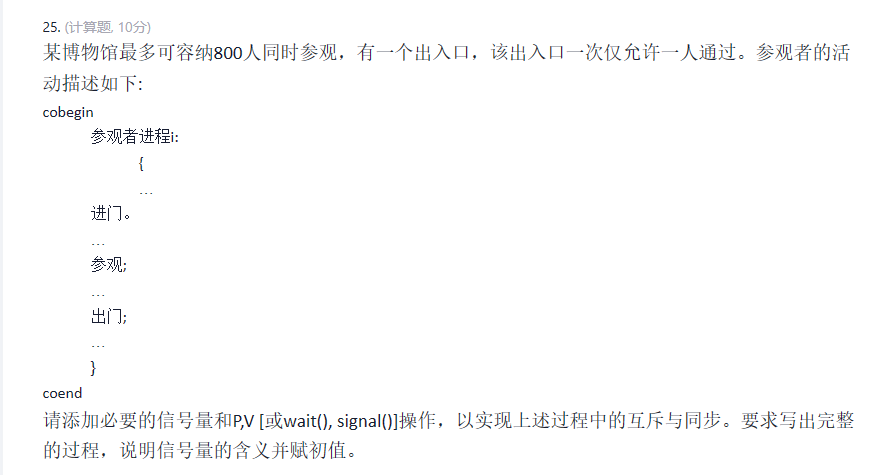 25. (计算题, 10分)
某博物馆最多可容纳800人同时参观，有一个出入口，该出入口一次仅允许一人通过。参观者的活
动描述如下:
cobegin
参观者进程i:
{
…
进门。
…
参观;
…
出门;
…
}
coend
请添加必要的信号量和P,V [或wait(), signal()]操作，以实现上述过程中的互斥与同步。要求写出完整
的过程，说明信号量的含义并赋初值。